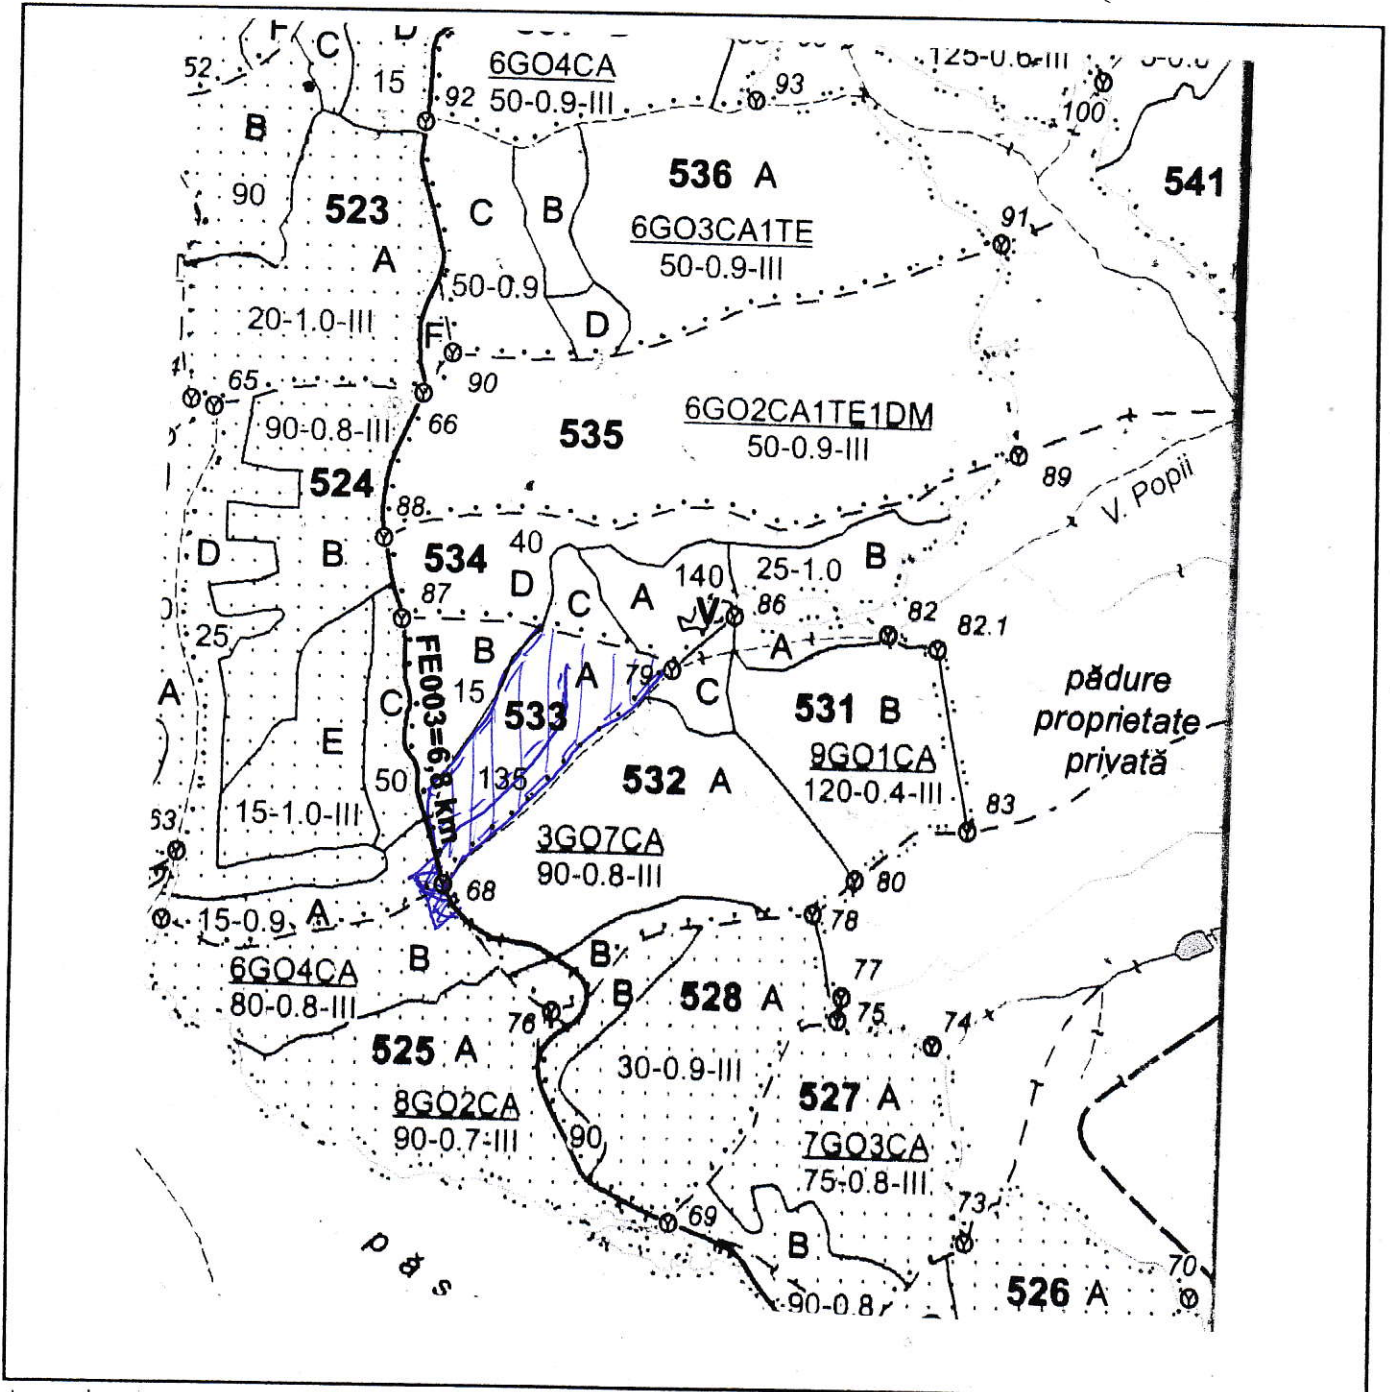 C
52
15
92
6GO4CA
50-0.9-III
93
125-0.6-III
100
B
90
523
A
20-1.0-III
C
50-0.9
B
D
F
536 A
6GO3CA1TE
50-0.9-III
91
541
65
90
66
90-0.8-III
524
535
6GO2CA1TE1DM
50-0.9-III
89
V. Popii
88
534
40
D
B
D
C
A
140
25-1.0
B
87
V
86
82
82.1
25
B
15
A
79
C
A
533
A
C
E
50
135
FE003=6,8 km
532 A
531 B
9GO1CA
120-0.4-III
pădure
proprietate
privată
15-1.0-III
63
3GO7CA
90-0.8-III
83
68
80
15-0.9
A
78
6GO4CA
80-0.8-III
B
B
B
528 A
77
75
74
76
525 A
30-0.9-III
8GO2CA
90-0.7-III
90
527 A
7GO3CA
75-0.8-III
69
73
B
90-0.8
526 A
70
p ă s